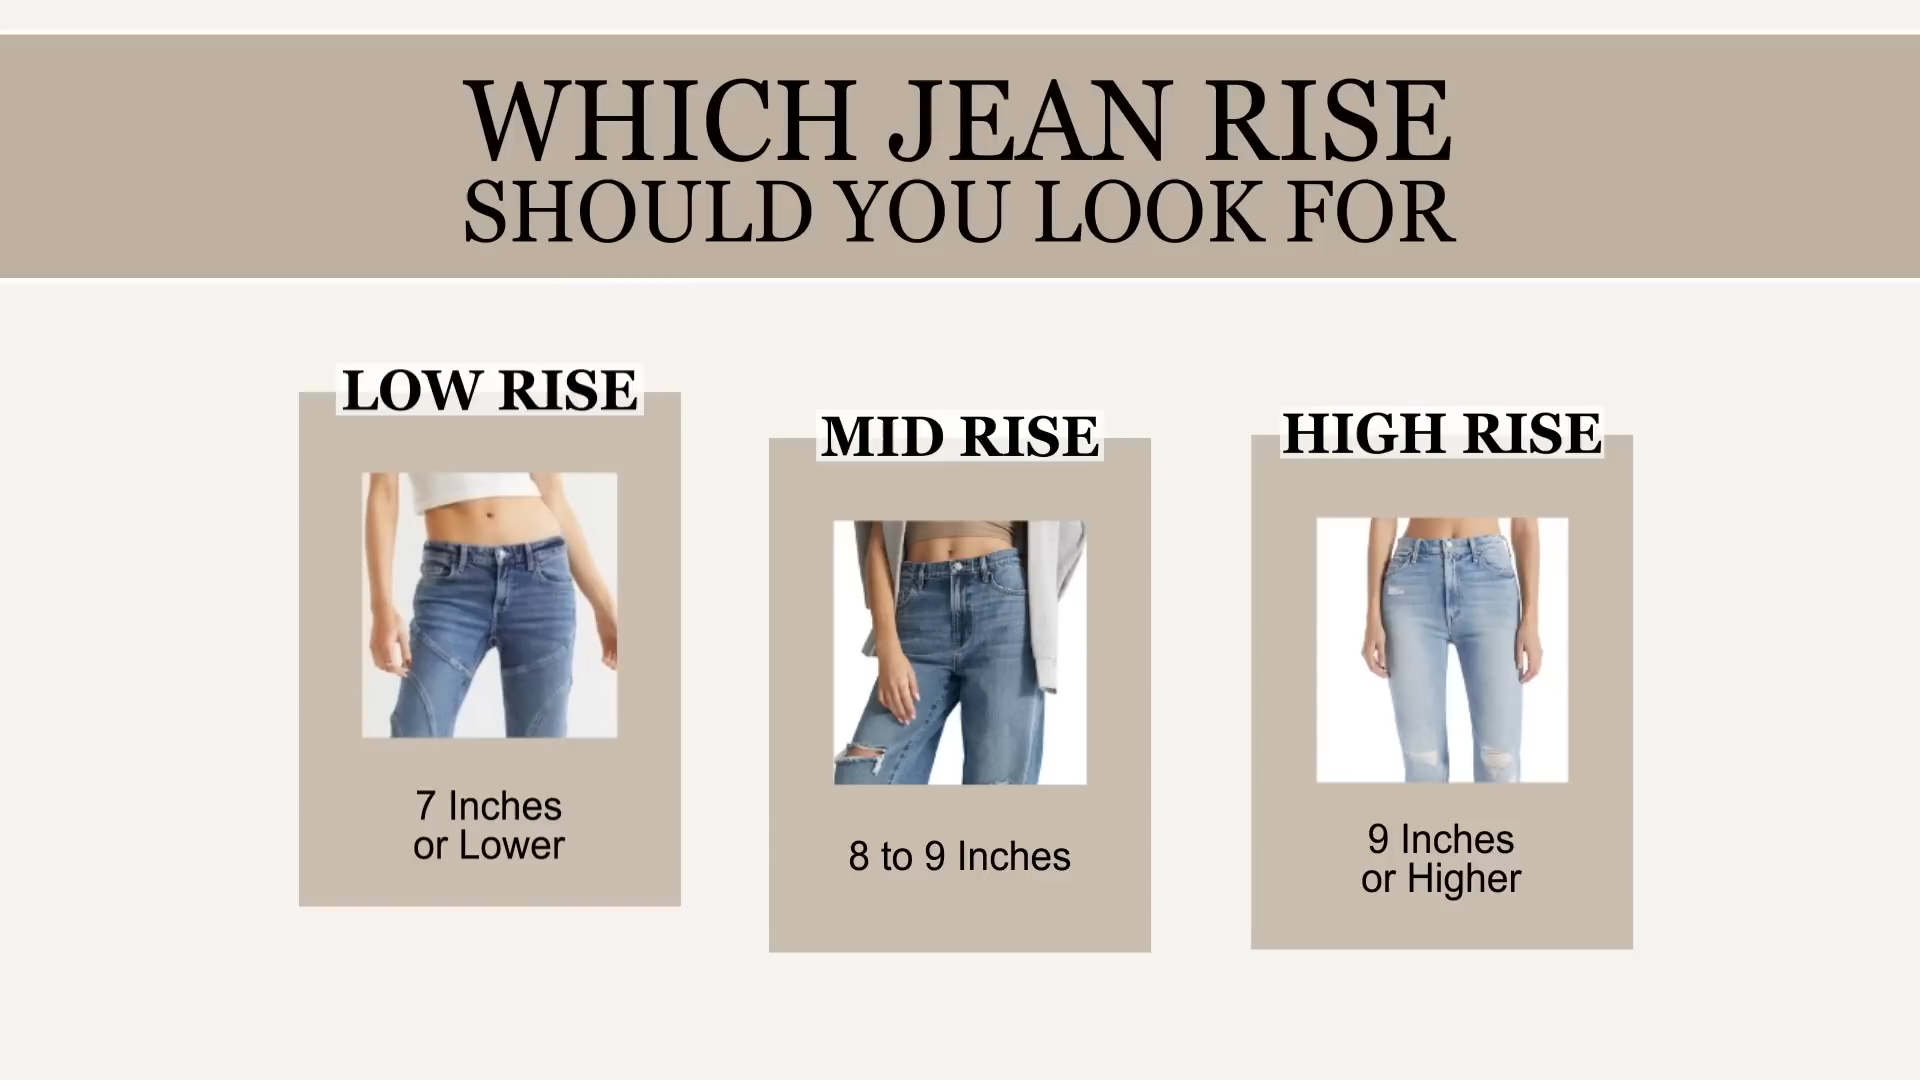 WHICH JEAN RISE
SHOULD YOU LOOK FOR
LOW RISE
7 Inches
or Lower
MID RISE
8 to 9 Inches
HIGH RISE
9 Inches
or Higher